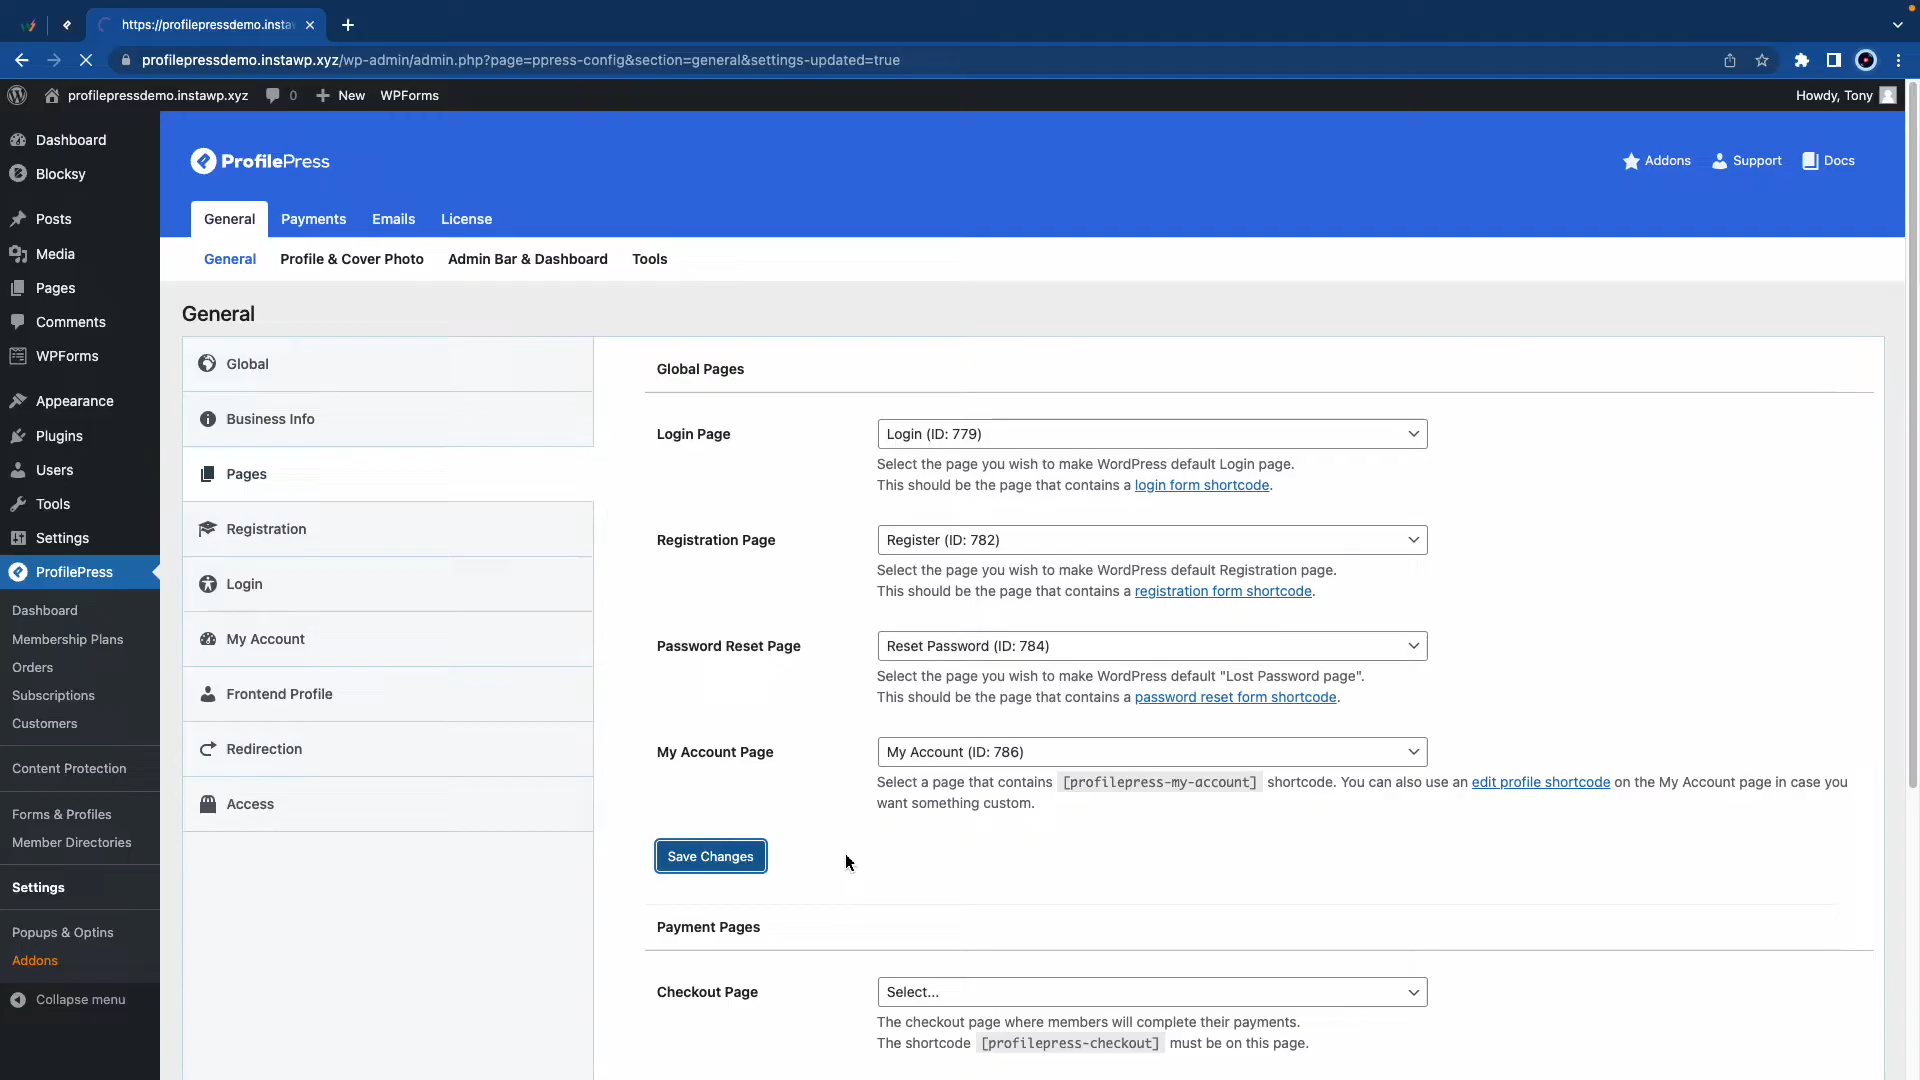 https://profilepressdemo.insta
profilepressdemo.instawp.xyz/wp-admin/admin.php?page=ppress-config&section=general&settings-updated=true
profilepressdemo.instawp.xyz 0 New WPForms Howdy, Tony
Dashboard
Blocksy
Posts
Media
Pages
Comments
WPForms
Appearance
Plugins
Users
Tools
Settings
ProfilePress
Dashboard
Membership Plans
Orders
Subscriptions
Customers
Content Protection
Forms & Profiles
Member Directories
Settings
Popups & Optins
Addons
Collapse menu
ProfilePress
Addons Support Docs
General Payments Emails License
General Profile & Cover Photo Admin Bar & Dashboard Tools
General
Global
Business Info
Pages
Registration
Login
My Account
Frontend Profile
Redirection
Access
Global Pages
Login Page Login (ID: 779)
Select the page you wish to make WordPress default Login page.
This should be the page that contains a login form shortcode.
Registration Page Register (ID: 782)
Select the page you wish to make WordPress default Registration page.
This should be the page that contains a registration form shortcode.
Password Reset Page Reset Password (ID: 784)
Select the page you wish to make WordPress default "Lost Password page".
This should be the page that contains a password reset form shortcode.
My Account Page My Account (ID: 786)
Select a page that contains [profilepress-my-account] shortcode. You can also use an edit profile shortcode on the My Account page in case you
want something custom.
Save Changes
Payment Pages
Checkout Page Select...
The checkout page where members will complete their payments.
The shortcode [profilepress-checkout] must be on this page.